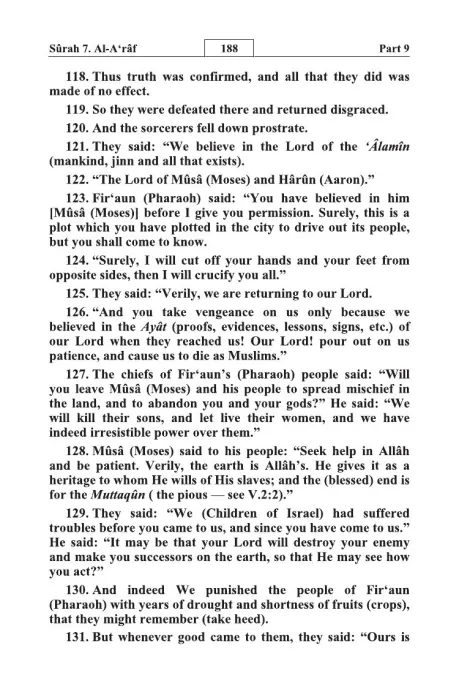 Sûrah 7. Al-A‘râf 188 Part 9
118. Thus truth was confirmed, and all that they did was
made of no effect.
119. So they were defeated there and returned disgraced.
120. And the sorcerers fell down prostrate.
121. They said: “We believe in the Lord of the ‘Âlamîn
(mankind, jinn and all that exists).
122. “The Lord of Mûsâ (Moses) and Hârûn (Aaron).”
123. Fir‘aun (Pharaoh) said: “You have believed in him
[Mûsâ (Moses)] before I give you permission. Surely, this is a
plot which you have plotted in the city to drive out its people,
but you shall come to know.
124. “Surely, I will cut off your hands and your feet from
opposite sides, then I will crucify you all.”
125. They said: “Verily, we are returning to our Lord.
126. “And you take vengeance on us only because we
believed in the Ayât (proofs, evidences, lessons, signs, etc.) of
our Lord when they reached us! Our Lord! pour out on us
patience, and cause us to die as Muslims.”
127. The chiefs of Fir‘aun’s (Pharaoh) people said: “Will
you leave Mûsâ (Moses) and his people to spread mischief in
the land, and to abandon you and your gods?” He said: “We
will kill their sons, and let live their women, and we have
indeed irresistible power over them.”
128. Mûsâ (Moses) said to his people: “Seek help in Allâh
and be patient. Verily, the earth is Allâh’s. He gives it as a
heritage to whom He wills of His slaves; and the (blessed) end is
for the Muttaqûn ( the pious — see V.2:2).”
129. They said: “We (Children of Israel) had suffered
troubles before you came to us, and since you have come to us.”
He said: “It may be that your Lord will destroy your enemy
and make you successors on the earth, so that He may see how
you act?”
130. And indeed We punished the people of Fir‘aun
(Pharaoh) with years of drought and shortness of fruits (crops),
that they might remember (take heed).
131. But whenever good came to them, they said: “Ours is